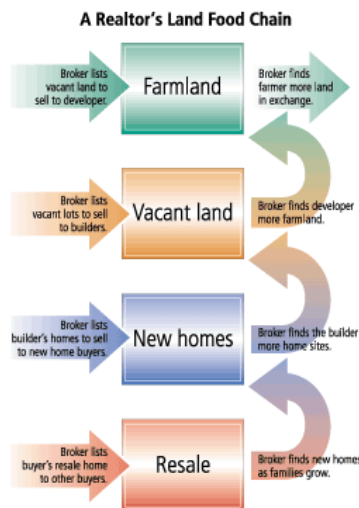 A Realtor's Land Food Chain
Broker lists
vacant land to
sell to developer.
Farmland
Broker finds
farmer more land
in exchange.
Broker lists
vacant lots to sell
to builders.
Vacant land
Broker finds developer
more farmland.
Broker lists
builder's homes to sell
to new home buyers.
New homes
Broker finds the builder
more home sites.
Broker lists
buyer's resale home
to other buyers.
Resale
Broker finds new homes
as families grow.